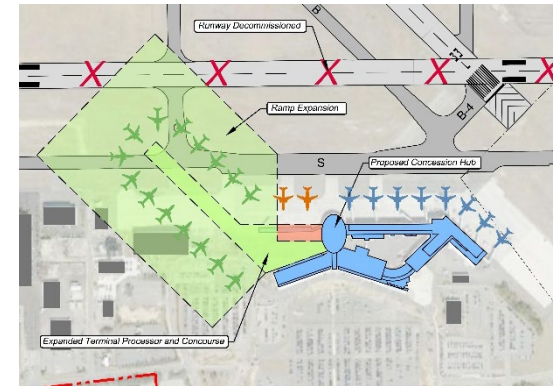 B
Runway Decommissioned
Ramp Expansion
B-4
S
Proposed Concession Hub
Expanded Terminal Processor and Concourse